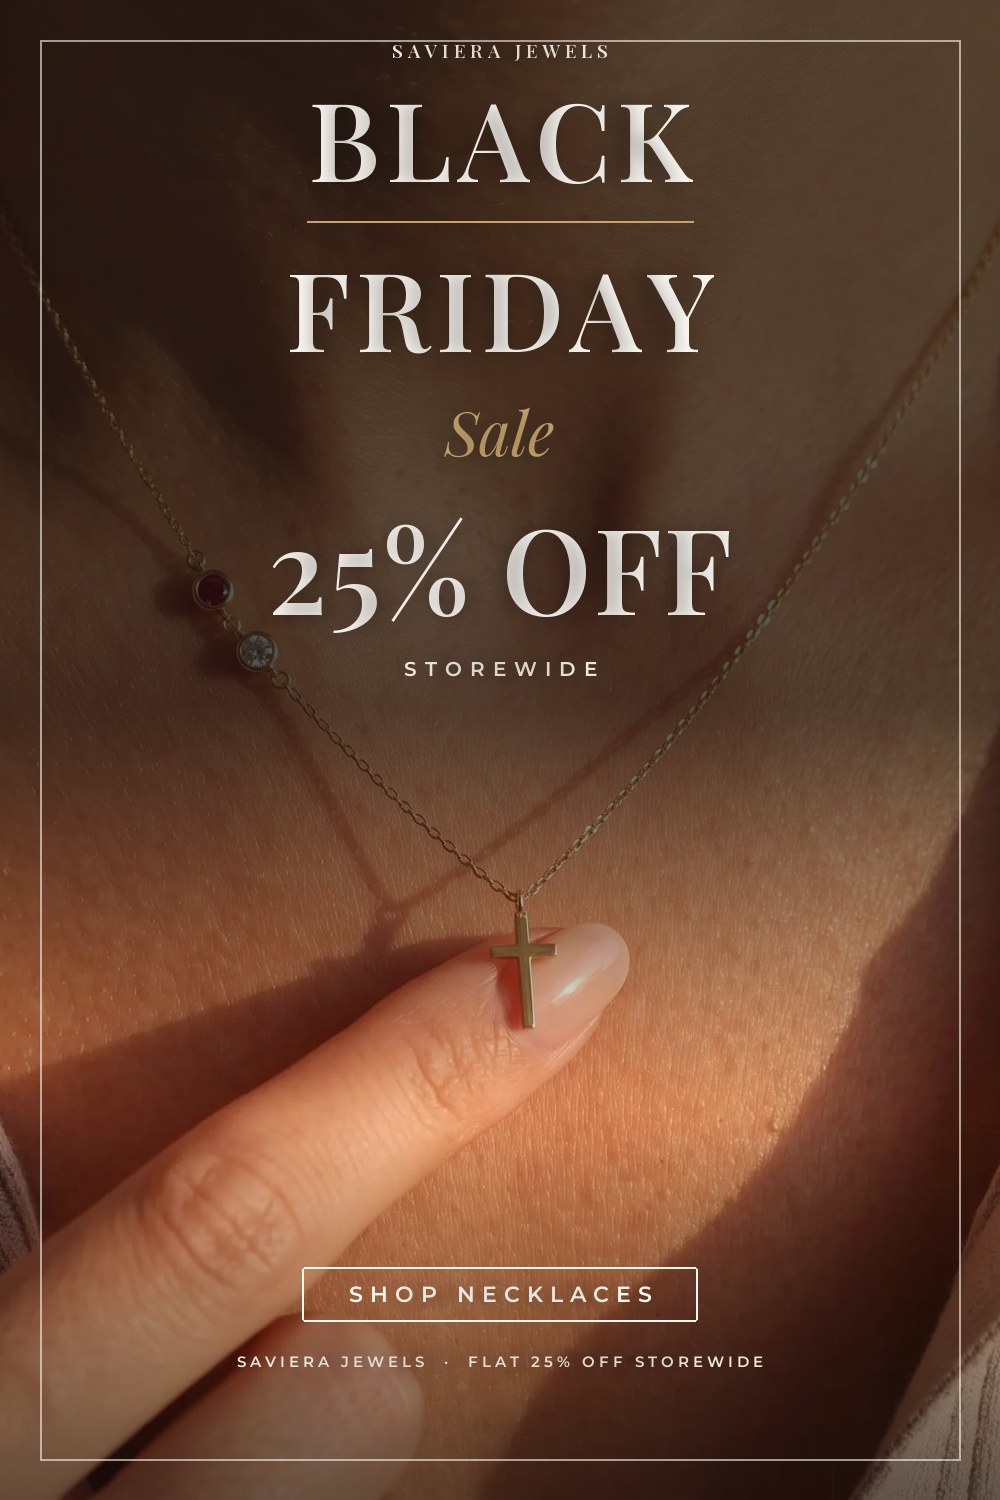 SAVIERA JEWELS
BLACK
FRIDAY
Sale
25% OFF
STOREWIDE
SHOP NECKLACES
SAVIERA JEWELS · FLAT 25% OFF STOREWIDE